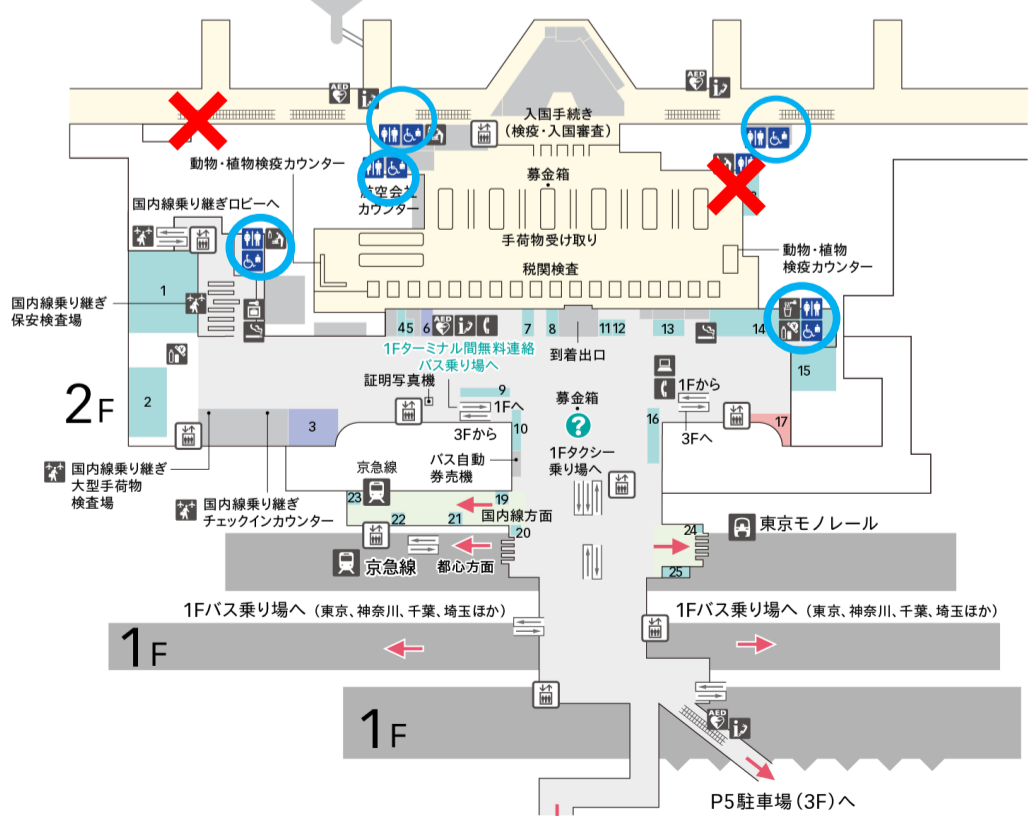 AED
AED
入国手続き
(検疫・入国審査)
動物・植物検疫カウンター
募金箱
航空会社
カウンター
国内線乗り継ぎロビーへ
手荷物受け取り
動物・植物
検疫カウンター
税関検査
国内線乗り継ぎ
保安検査場
1
4
5
6
AED
7
8
11
12
13
14
1Fターミナル間無料連絡
バス乗り場へ
到着出口
15
証明写真機
2F
2
3
9
1Fへ
3Fから
10
募金箱
?
1Fから
3Fへ
16
17
1Fタクシー
乗り場へ
バス自動
券売機
国内線乗り継ぎ
大型手荷物
検査場
国内線乗り継ぎ
チェックインカウンター
京急線
23
22
21
19
国内線方面
20
京急線
都心方面
24
25
東京モノレール
1Fバス乗り場へ (東京、神奈川、千葉、埼玉ほか)
1Fバス乗り場へ (東京、神奈川、千葉、埼玉ほか)
1F
1F
AED
P5駐車場(3F)へ